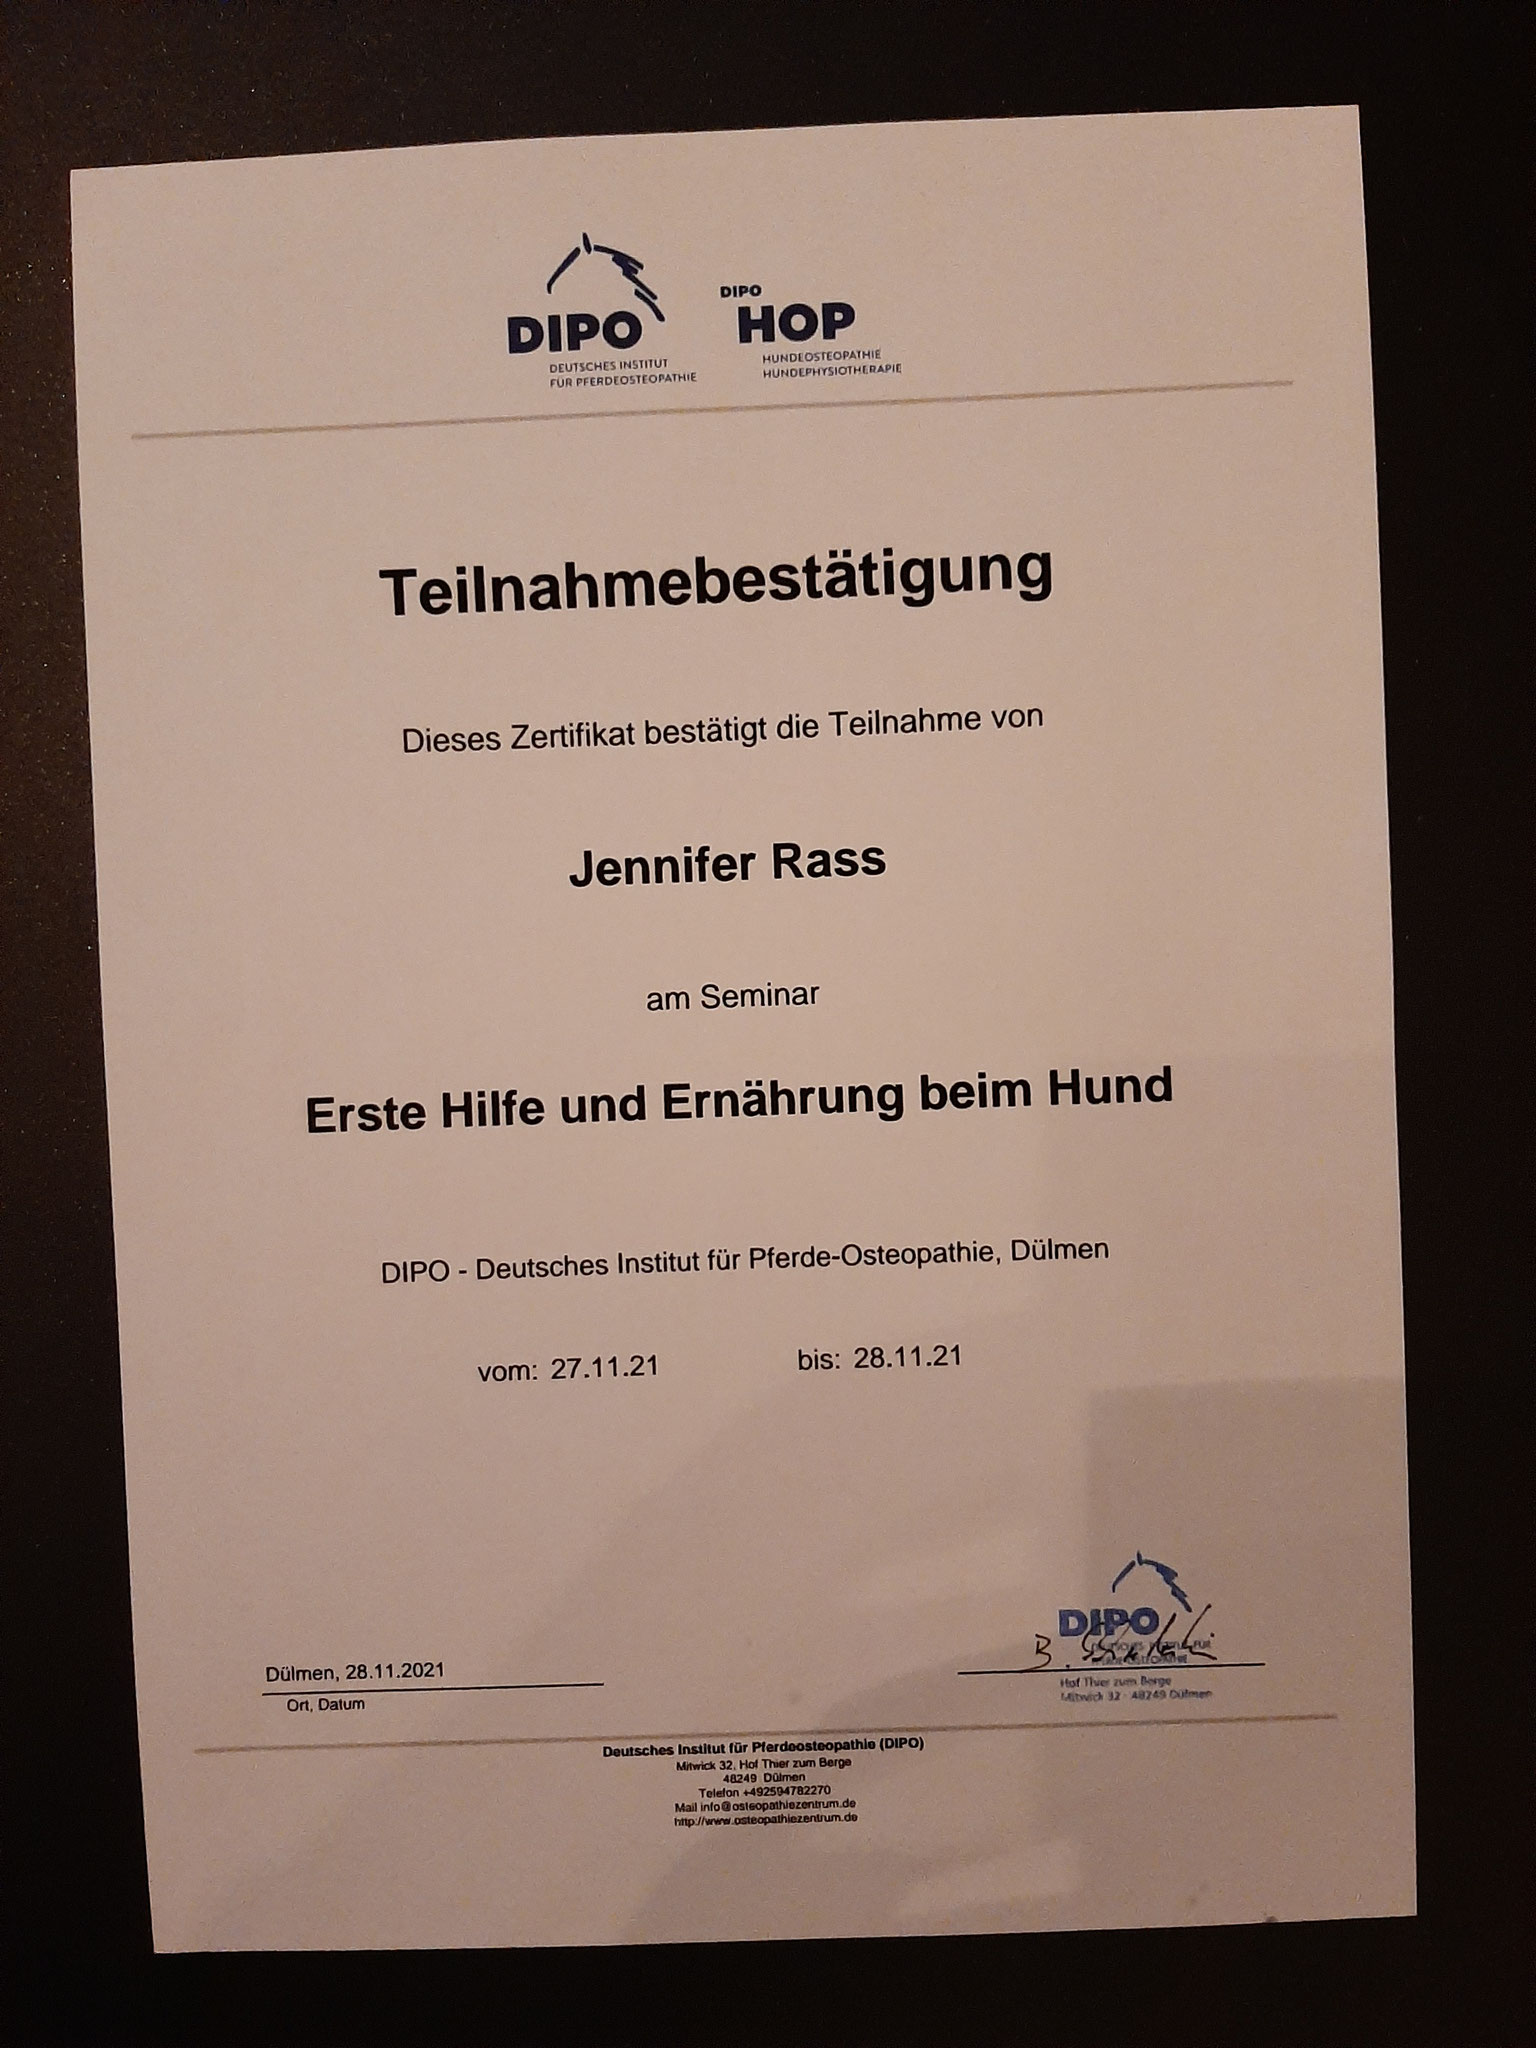 DIPO
DEUTSCHES INSTITUT
FÜR PFERDEOSTEOPATHIE
DIPO
HOP
HUNDEOSTEOPATHIE
HUNDEPHYSIOTHERAPIE
Teilnahmebestätigung
Dieses Zertifikat bestätigt die Teilnahme von
Jennifer Rass
am Seminar
Erste Hilfe und Ernährung beim Hund
DIPO - Deutsches Institut für Pferde-Osteopathie, Dülmen
vom: 27.11.21 bis: 28.11.21
Dülmen, 28.11.2021
Ort, Datum
DIPO
DEUTSCHES INSTITUT FÜR
PFERDEOSTEOPATHIE
B.
Hof Thier zum Berge
Mitwick 32 · 48249 Dülmen
Deutsches Institut für Pferdeosteopathie (DIPO)
Mitwick 32, Hof Thier zum Berge
48249 Dülmen
Telefon +492594782270
Mail info@osteopathiezentrum.de
http://www.osteopathiezentrum.de